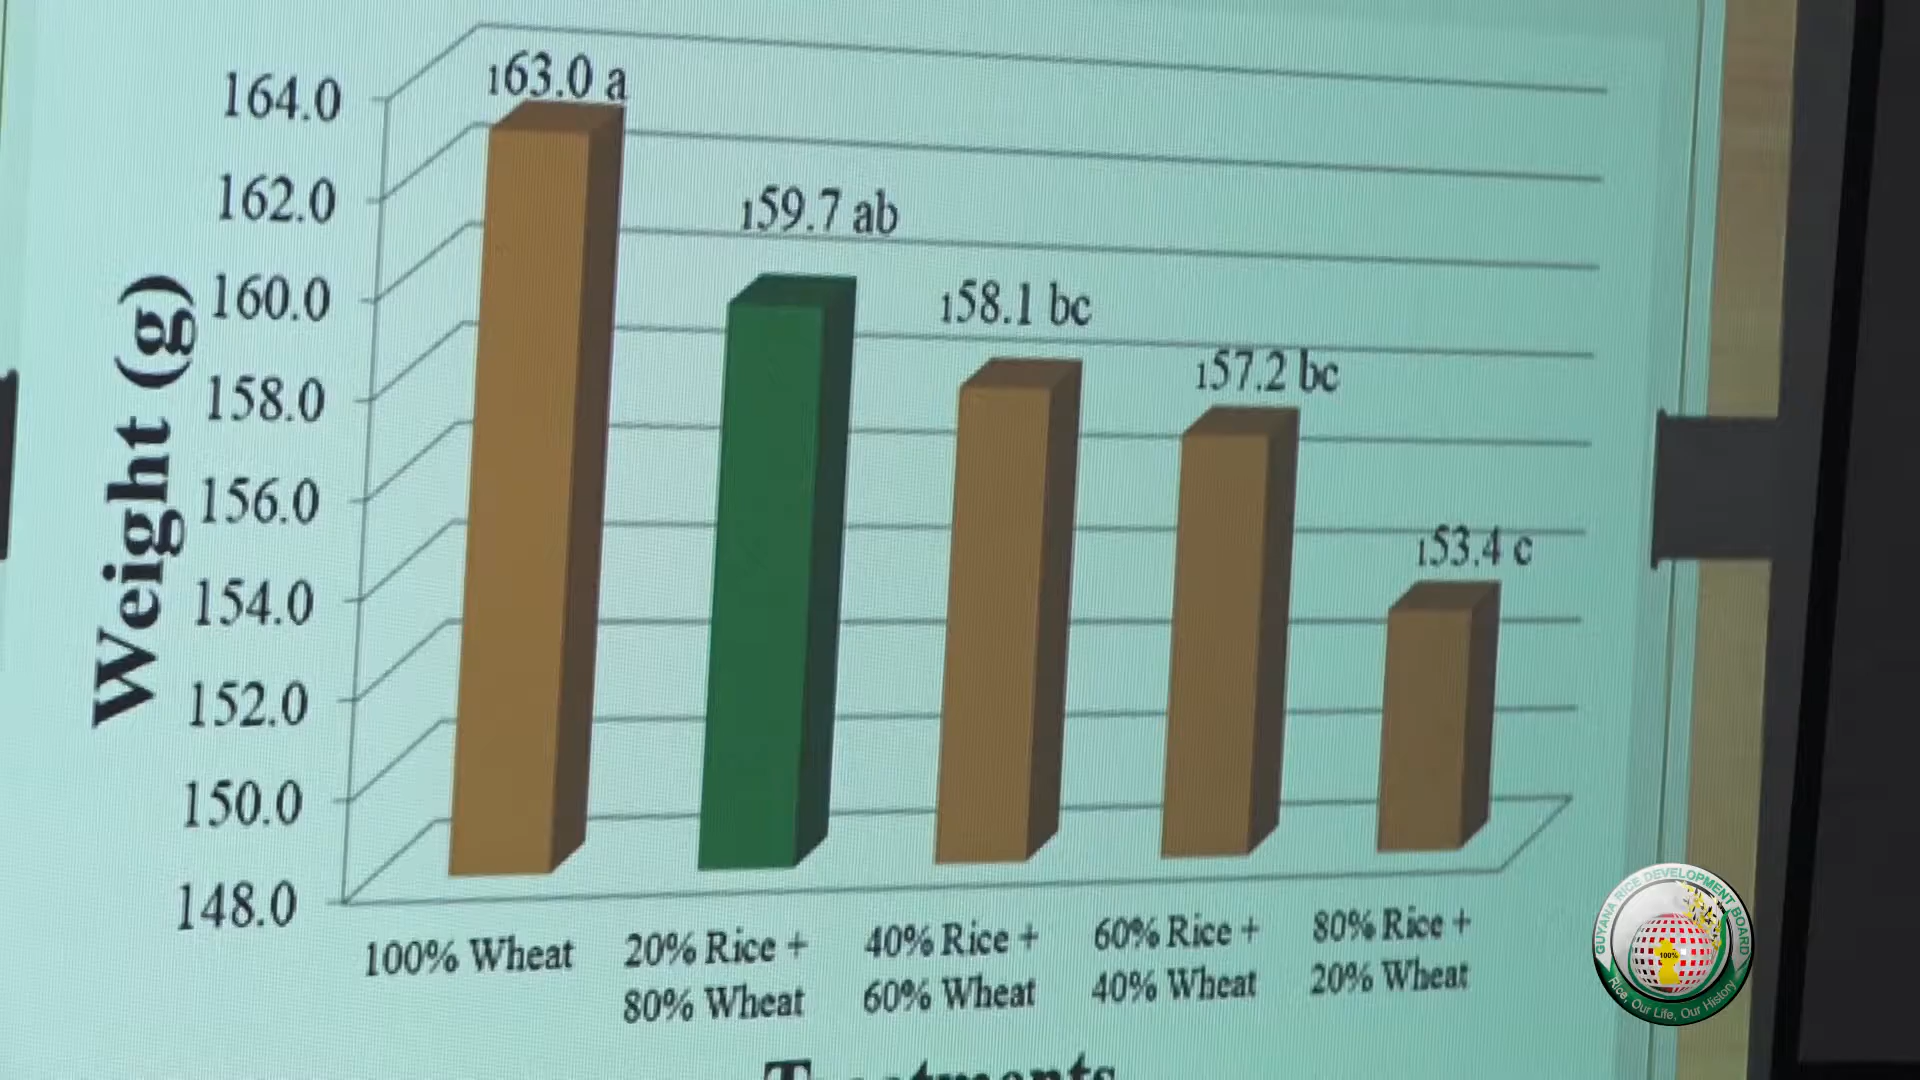 Weight (g)
164.0
162.0
160.0
158.0
156.0
154.0
152.0
150.0
148.0
163.0 a
159.7 ab
158.1 bc
157.2 bc
153.4 c
100% Wheat
20% Rice +
80% Wheat
40% Rice +
60% Wheat
60% Rice +
40% Wheat
80% Rice +
20% Wheat
Treatments
GUYANA RICE DEVELOPMENT BOARD
100%
Rice, Our Life, Our History